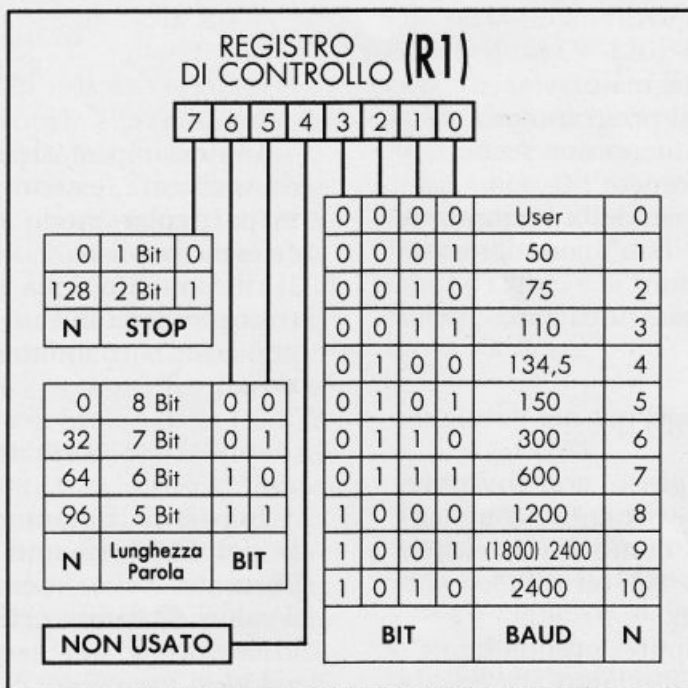 REGISTRO
DI CONTROLLO (R1)
7 6 5 4 3 2 1 0
0 1 Bit 0
128 2 Bit 1
N STOP
0 8 Bit 0 0
32 7 Bit 0 1
64 6 Bit 1 0
96 5 Bit 1 1
N Lunghezza Parola BIT
NON USATO
0 0 0 0 User 0
0 0 0 1 50 1
0 0 1 0 75 2
0 0 1 1 110 3
0 1 0 0 134,5 4
0 1 0 1 150 5
0 1 1 0 300 6
0 1 1 1 600 7
1 0 0 0 1200 8
1 0 0 1 (1800) 2400 9
1 0 1 0 2400 10
BIT BAUD N